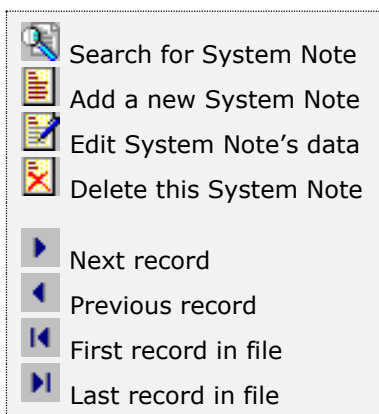 Search for System Note
Add a new System Note
Edit System Note’s data
Delete this System Note
Next record
Previous record
First record in file
Last record in file